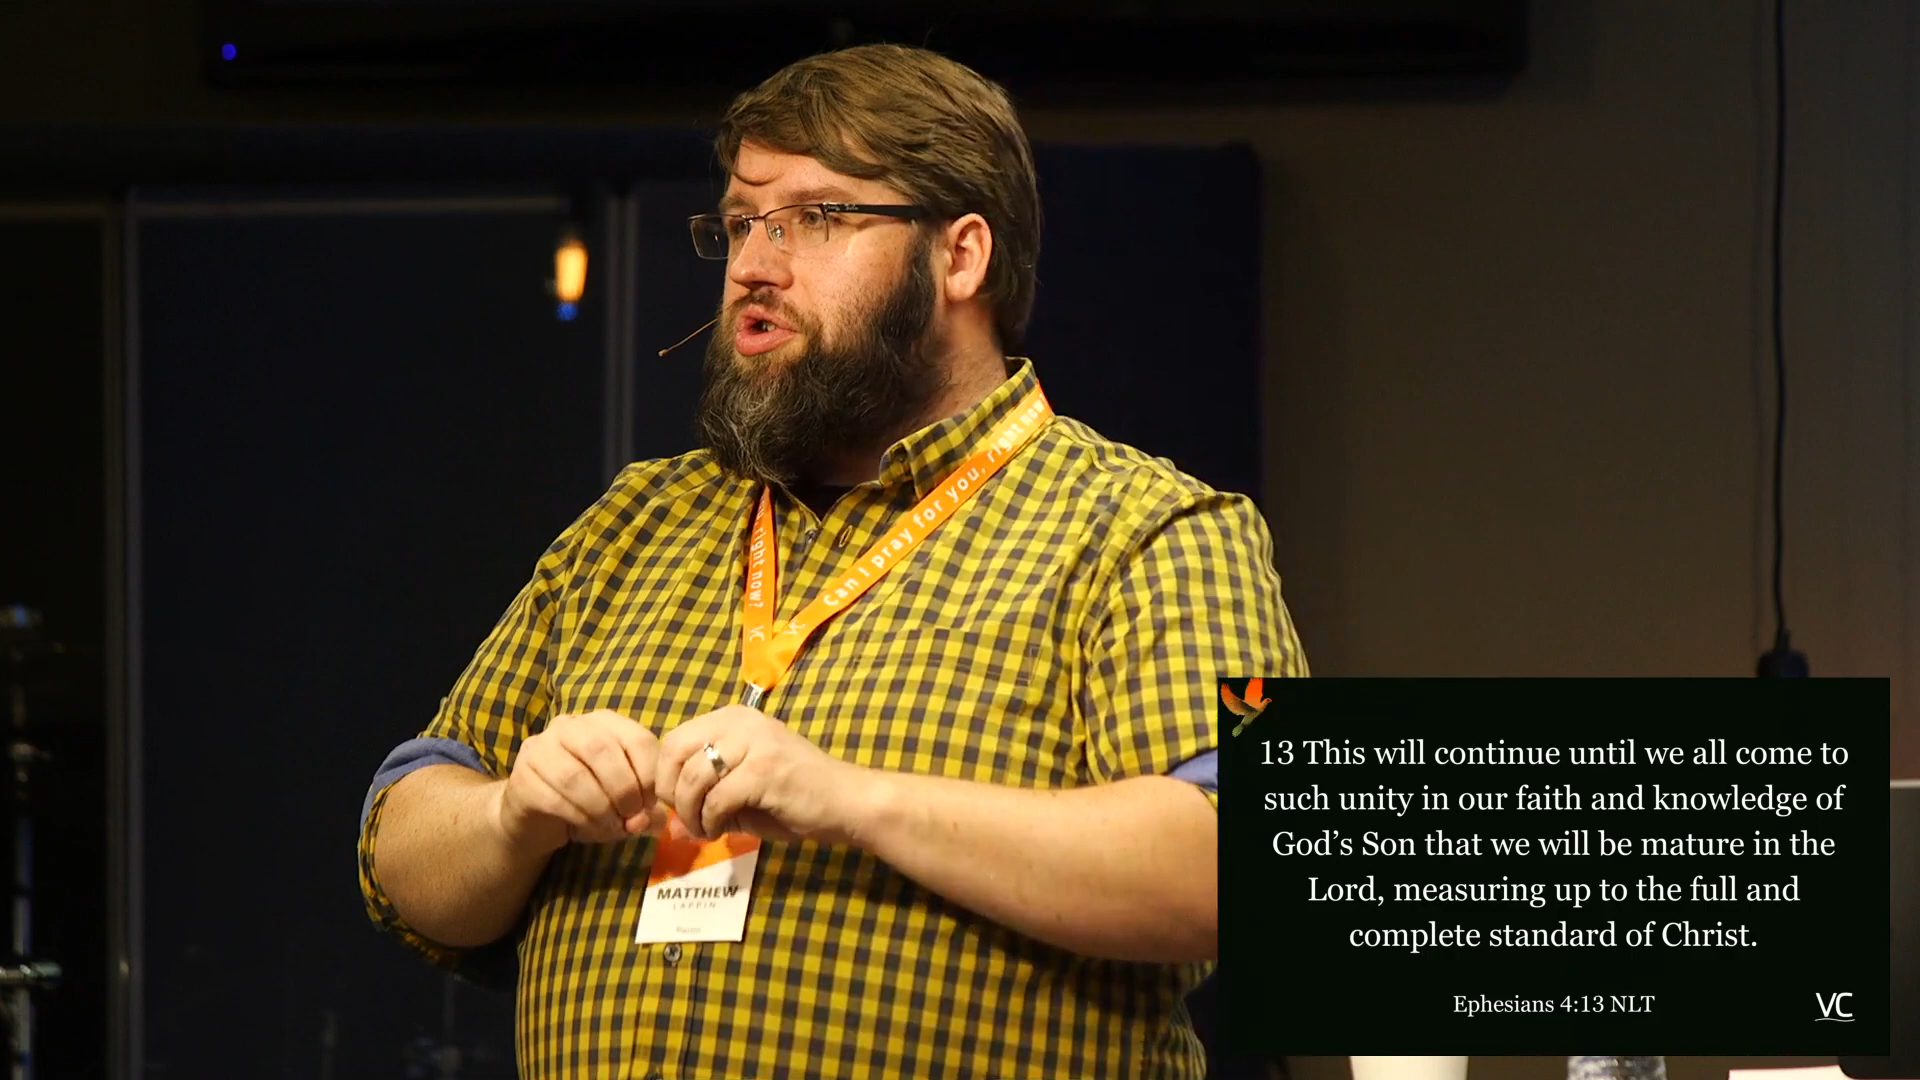 Can I pray for you, right now?
right now?
VC
VC
MATTHEW
LAPPIN
13 This will continue until we all come to
such unity in our faith and knowledge of
God’s Son that we will be mature in the
Lord, measuring up to the full and
complete standard of Christ.
Ephesians 4:13 NLT
VC